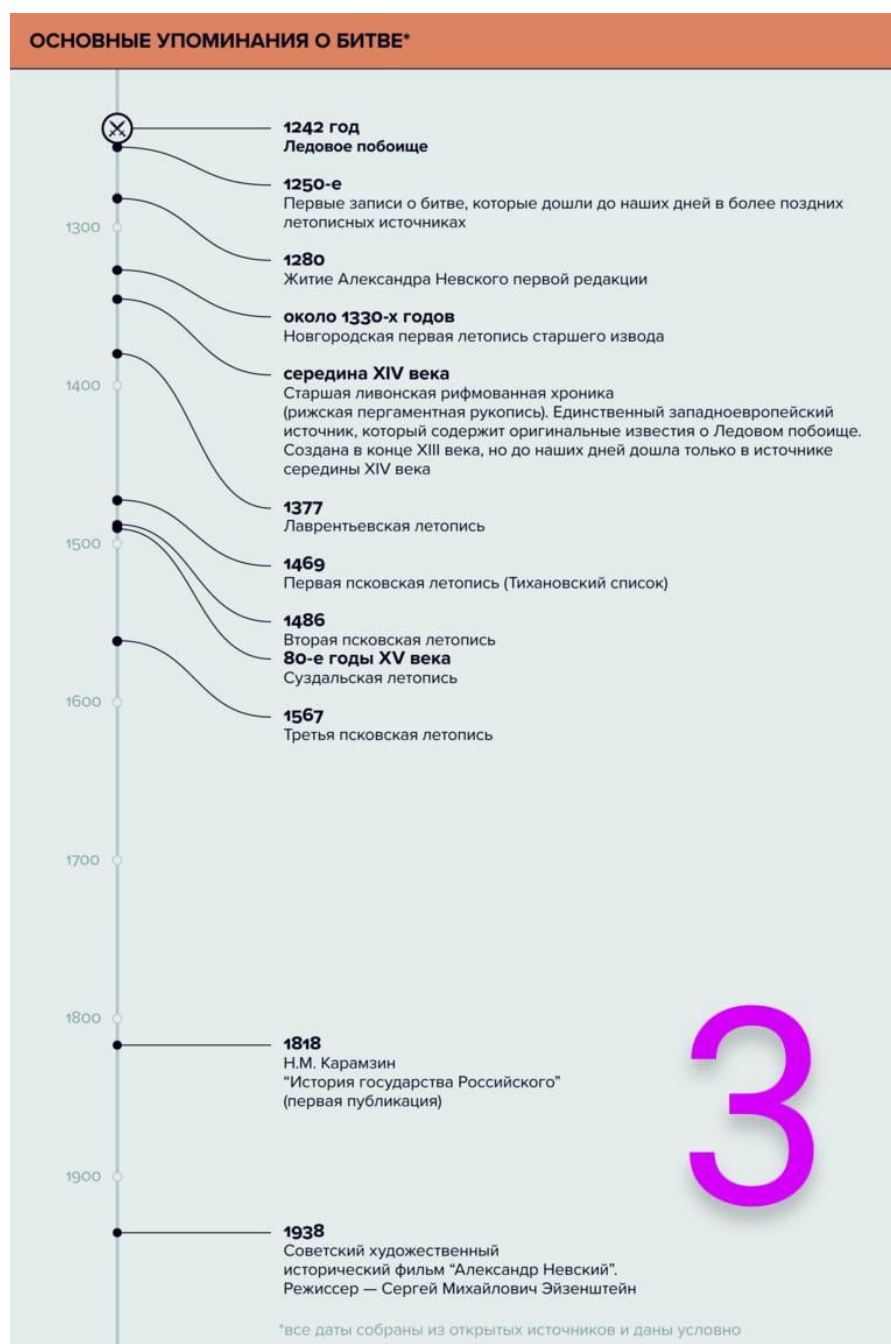 ОСНОВНЫЕ УПОМИНАНИЯ О БИТВЕ*
1242 год
Ледовое побоище
1250-е
Первые записи о битве, которые дошли до наших дней в более поздних
летописных источниках
1300
1280
Житие Александра Невского первой редакции
около 1330-х годов
Новгородская первая летопись старшего извода
середина XIV века
1400
Старшая ливонская рифмованная хроника
(рижская пергаментная рукопись). Единственный западноевропейский
источник, который содержит оригинальные известия о Ледовом побоище.
Создана в конце XIII века, но до наших дней дошла только в источнике
середины XIV века
1377
Лаврентьевская летопись
1500
1469
Первая псковская летопись (Тихановский список)
1486
Вторая псковская летопись
80-е годы XV века
Суздальская летопись
1600
1567
Третья псковская летопись
1700
1800
1818
Н.М. Карамзин
“История государства Российского”
(первая публикация)
3
1900
1938
Советский художественный
исторический фильм “Александр Невский”.
Режиссер — Сергей Михайлович Эйзенштейн
*все даты собраны из открытых источников и даны условно